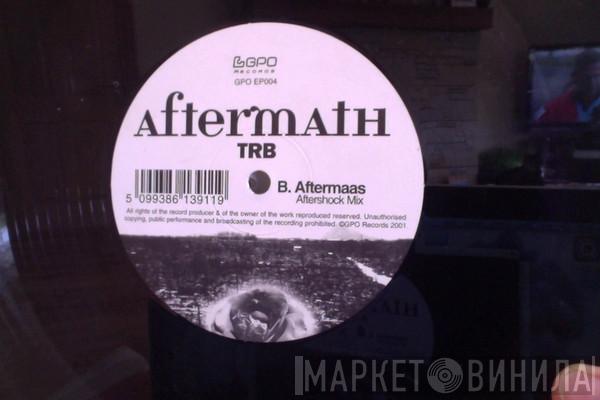 GPO
RECORDS
GPO EP004
AfterMAtH
TRB
B. Aftermaas
Aftershock Mix
5 099386 139119
All rights of the record producer & of the owner of the work reproduced reserved. Unauthorised
copying, public performance and broadcasting of the recording prohibited. ©GPO Records 2001
МАРКЕТ ВИНИЛА